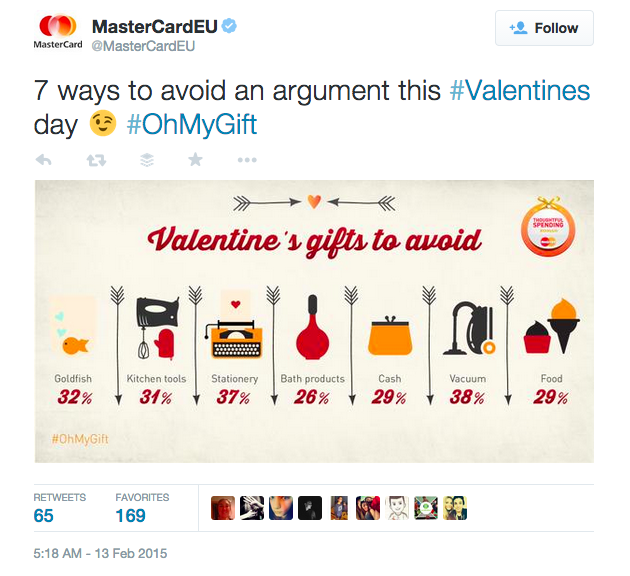 MasterCardEU
Follow
MasterCard
@MasterCardEU
7 ways to avoid an argument this #Valentines
day 😉 #OhMyGift
Valentine's gifts to avoid
THOUGHTFUL
SPENDING
Goldfish
Kitchen tools
Stationery
Bath products
Cash
Vacuum
Food
32%
31%
37%
26%
29%
38%
29%
#OhMyGift
RETWEETS
FAVORITES
65
169
5:18 AM - 13 Feb 2015